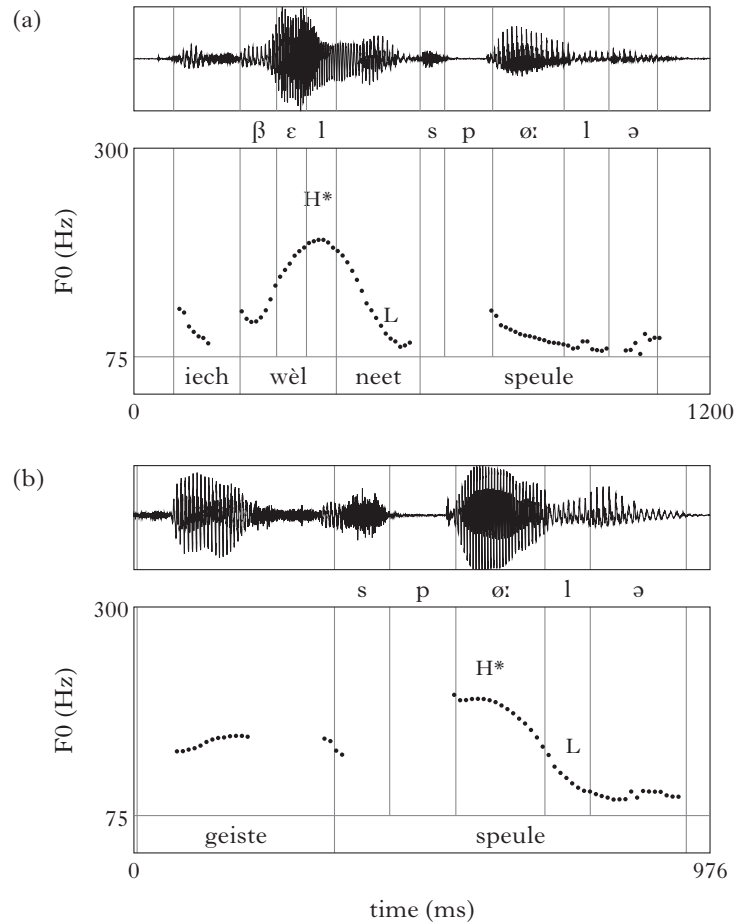 (a)
β ɛ l s p øː l ə
300
H*
F0 (Hz)
L
75
iech wèl neet speule
0 1200
(b)
s p øː l ə
300
H*
F0 (Hz)
L
75
geiste speule
0 976
time (ms)